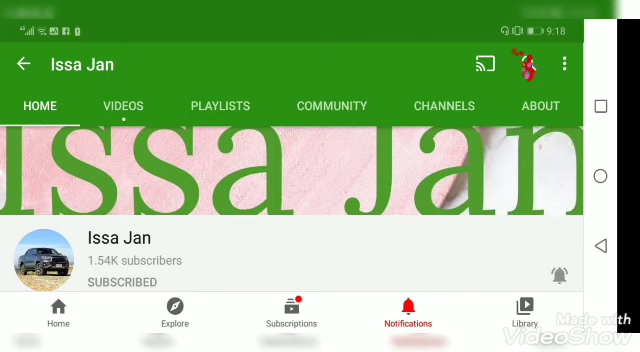 9:18
Issa Jan
HOME VIDEOS PLAYLISTS COMMUNITY CHANNELS ABOUT
Issa Jan
Issa Jan
1.54K subscribers
SUBSCRIBED
Home Explore Subscriptions Notifications Library
Made with
VideoShow